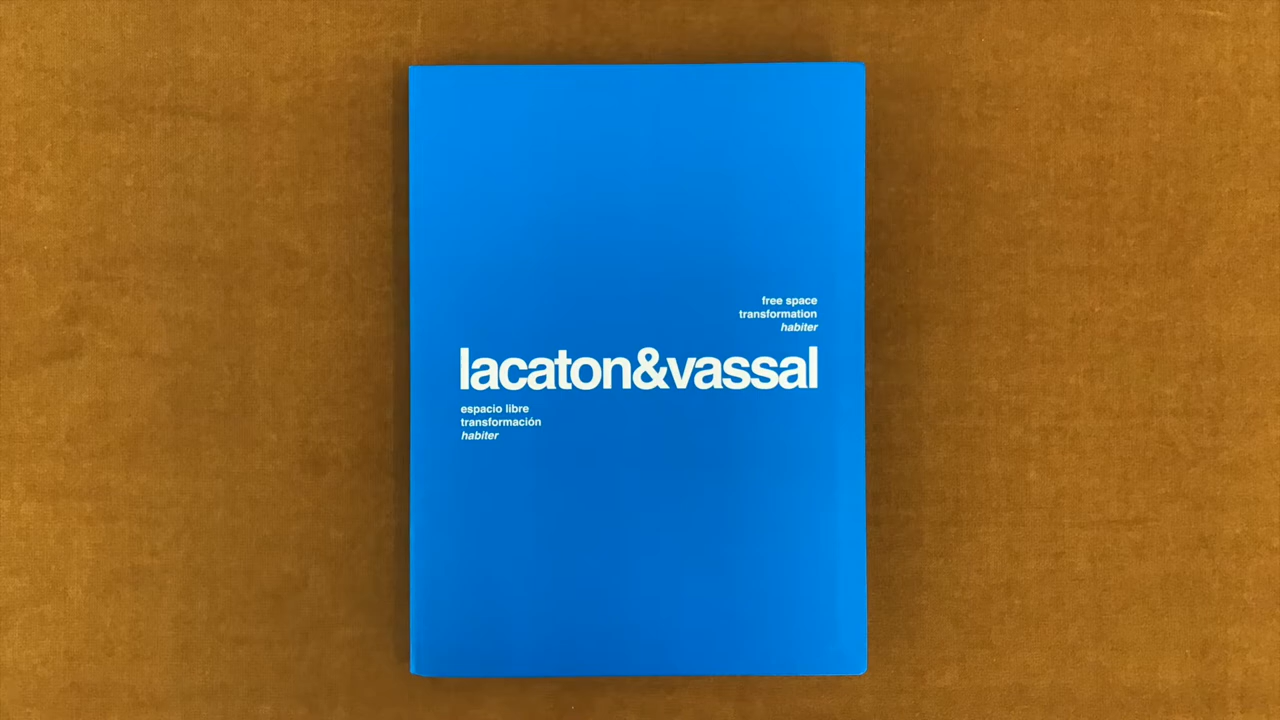 free space
transformation
habiter
lacaton&vassal
espacio libre
transformación
habiter